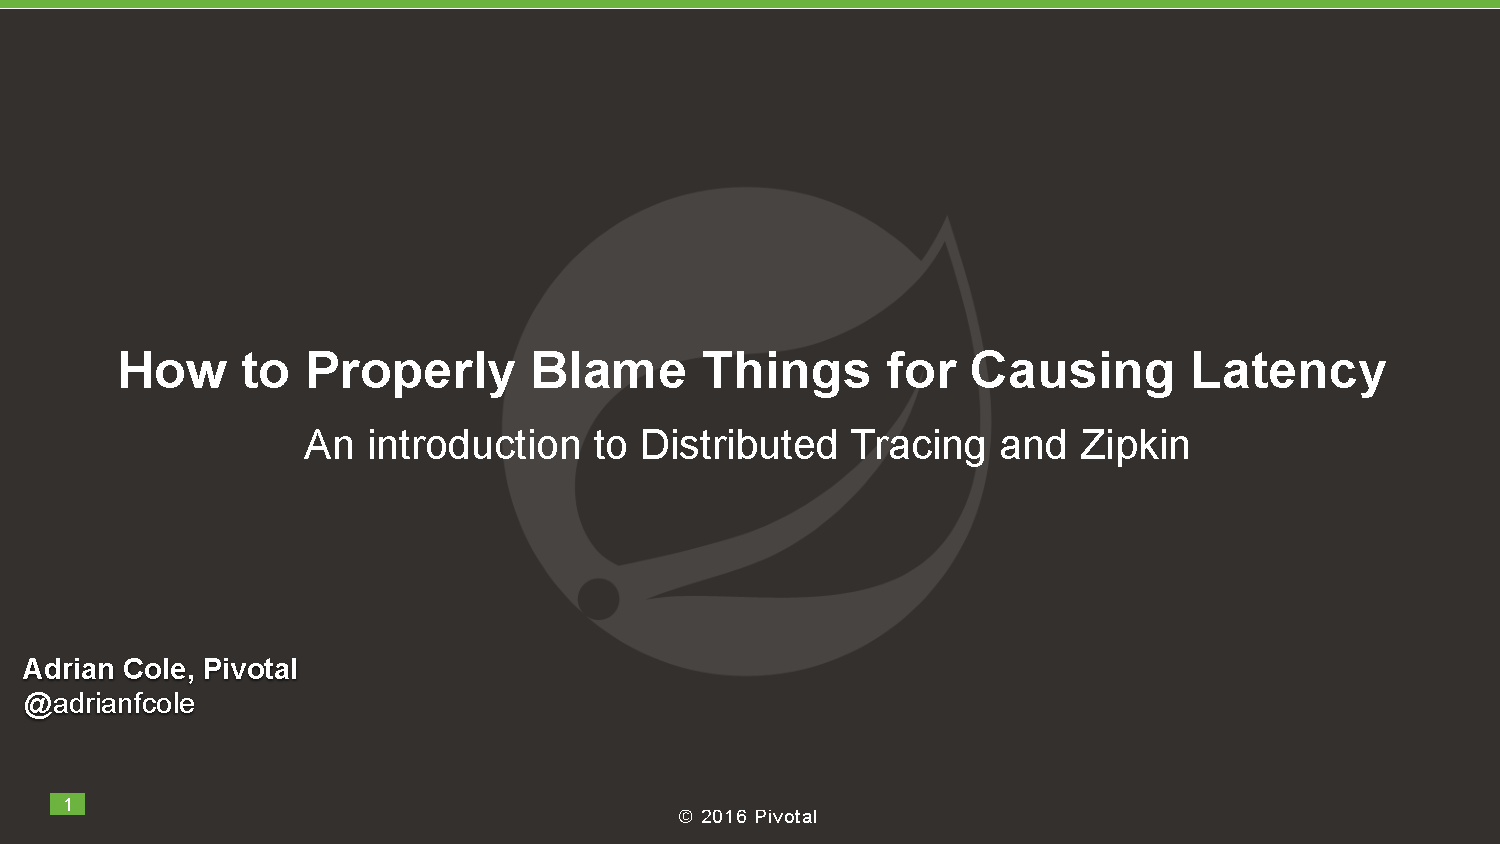 How to Properly Blame Things for Causing Latency
An introduction to Distributed Tracing and Zipkin
Adrian Cole, Pivotal
@adrianfcole
1
© 2016 Pivotal